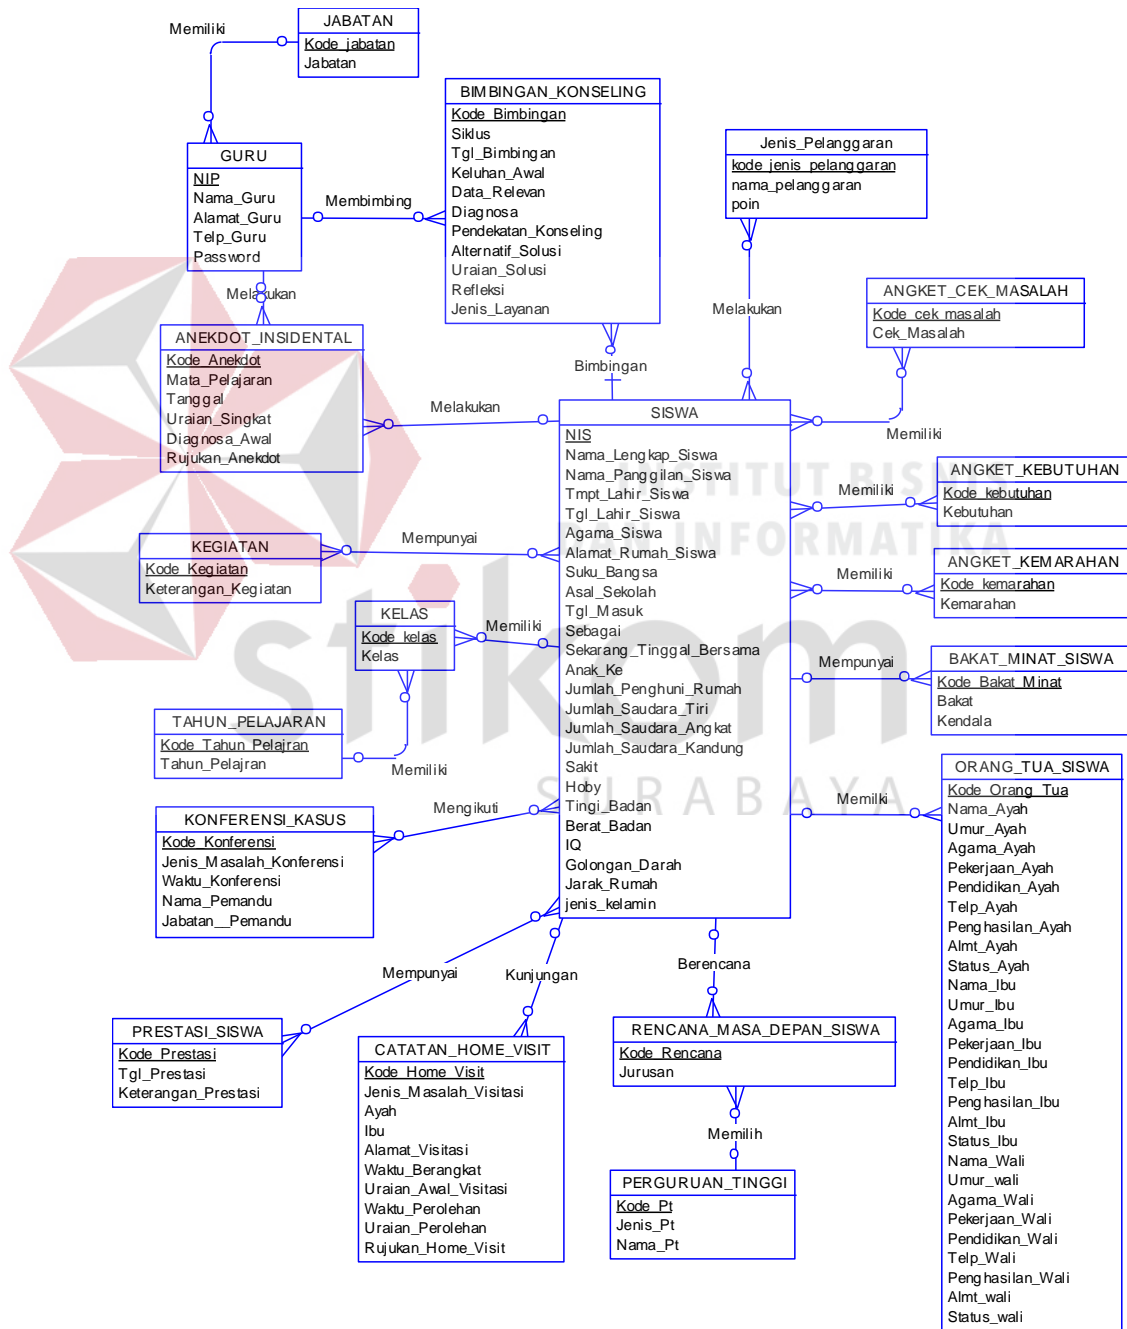 JABATAN
Kode_jabatan
Jabatan
Memiliki
BIMBINGAN_KONSELING
Kode_Bimbingan
Siklus
Tgl_Bimbingan
Keluhan_Awal
Data_Relevan
Diagnosa
Pendekatan_Konseling
Alternatif_Solusi
Uraian_Solusi
Refleksi
Jenis_Layanan
GURU
NIP
Nama_Guru
Alamat_Guru
Telp_Guru
Password
Membimbing
Jenis_Pelanggaran
kode_jenis_pelanggaran
nama_pelanggaran
poin
Melakukan
Melakukan
ANGKET_CEK_MASALAH
Kode_cek_masalah
Cek_Masalah
ANEKDOT_INSIDENTAL
Kode_Anekdot
Mata_Pelajaran
Tanggal
Uraian_Singkat
Diagnosa_Awal
Rujukan_Anekdot
Melakukan
Bimbingan
Memiliki
SISWA
NIS
Nama_Lengkap_Siswa
Nama_Panggilan_Siswa
Tmpt_Lahir_Siswa
Tgl_Lahir_Siswa
Agama_Siswa
Alamat_Rumah_Siswa
Suku_Bangsa
Asal_Sekolah
Tgl_Masuk
Sebagai
Sekarang_Tinggal_Bersama
Anak_Ke
Jumlah_Penghuni_Rumah
Jumlah_Saudara_Tiri
Jumlah_Saudara_Angkat
Jumlah_Saudara_Kandung
Sakit
Hoby
Tingi_Badan
Berat_Badan
IQ
Golongan_Darah
Jarak_Rumah
jenis_kelamin
INSTITUT BISNIS
DAN INFORMATIKA
stikom
SURABAYA
Memiliki
ANGKET_KEBUTUHAN
Kode_kebutuhan
Kebutuhan
Memiliki
ANGKET_KEMARAHAN
Kode_kemarahan
Kemarahan
Mempunyai
BAKAT_MINAT_SISWA
Kode_Bakat_Minat
Bakat
Kendala
KEGIATAN
Kode_Kegiatan
Keterangan_Kegiatan
Mempunyai
KELAS
Kode_kelas
Kelas
Memiliki
TAHUN_PELAJARAN
Kode_Tahun_Pelajran
Tahun_Pelajran
Memiliki
KONFERENSI_KASUS
Kode_Konferensi
Jenis_Masalah_Konferensi
Waktu_Konferensi
Nama_Pemandu
Jabatan__Pemandu
Mengikuti
Memilki
ORANG_TUA_SISWA
Kode_Orang_Tua
Nama_Ayah
Umur_Ayah
Agama_Ayah
Pekerjaan_Ayah
Pendidikan_Ayah
Telp_Ayah
Penghasilan_Ayah
Almt_Ayah
Status_Ayah
Nama_Ibu
Umur_Ibu
Agama_Ibu
Pekerjaan_Ibu
Pendidikan_Ibu
Telp_Ibu
Penghasilan_Ibu
Almt_Ibu
Status_Ibu
Nama_Wali
Umur_wali
Agama_Wali
Pekerjaan_Wali
Pendidikan_Wali
Telp_Wali
Penghasilan_Wali
Almt_wali
Status_wali
Mempunyai
Kunjungan
Berencana
PRESTASI_SISWA
Kode_Prestasi
Tgl_Prestasi
Keterangan_Prestasi
CATATAN_HOME_VISIT
Kode_Home_Visit
Jenis_Masalah_Visitasi
Ayah
Ibu
Alamat_Visitasi
Waktu_Berangkat
Uraian_Awal_Visitasi
Waktu_Perolehan
Uraian_Perolehan
Rujukan_Home_Visit
RENCANA_MASA_DEPAN_SISWA
Kode_Rencana
Jurusan
Memilih
PERGURUAN_TINGGI
Kode_Pt
Jenis_Pt
Nama_Pt